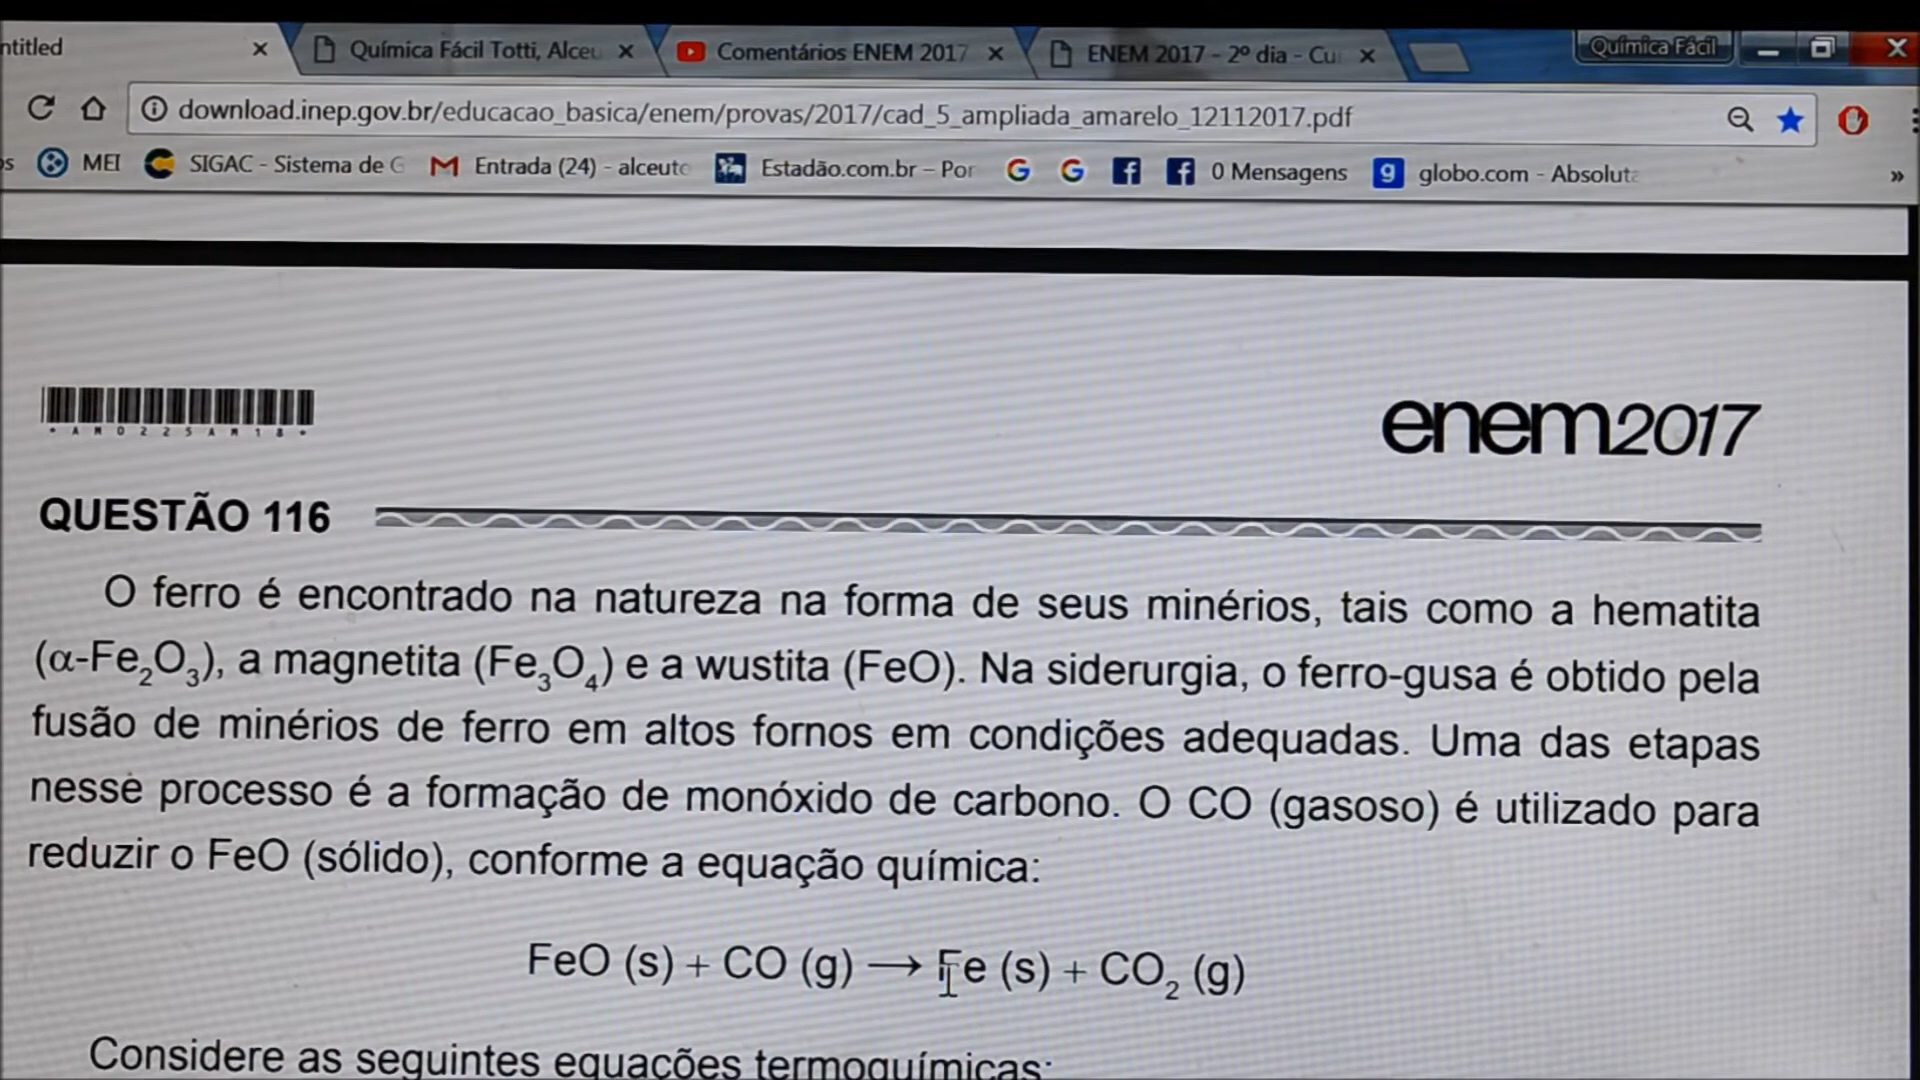 ntitled
Química Fácil Totti, Alceu
Comentários ENEM 2017
ENEM 2017 - 2º dia - Cu
Química Fácil
download.inep.gov.br/educacao_basica/enem/provas/2017/cad_5_ampliada_amarelo_12112017.pdf
os MEI SIGAC - Sistema de G Entrada (24) - alceuto Estadão.com.br – Por 0 Mensagens globo.com - Absoluta »
*AM0225AM18*
enem2017
QUESTÃO 116
O ferro é encontrado na natureza na forma de seus minérios, tais como a hematita
(α-Fe₂O₃), a magnetita (Fe₃O₄) e a wustita (FeO). Na siderurgia, o ferro-gusa é obtido pela
fusão de minérios de ferro em altos fornos em condições adequadas. Uma das etapas
nesse processo é a formação de monóxido de carbono. O CO (gasoso) é utilizado para
reduzir o FeO (sólido), conforme a equação química:
FeO (s) + CO (g) → Fe (s) + CO₂ (g)
Considere as seguintes equações termoquímicas: